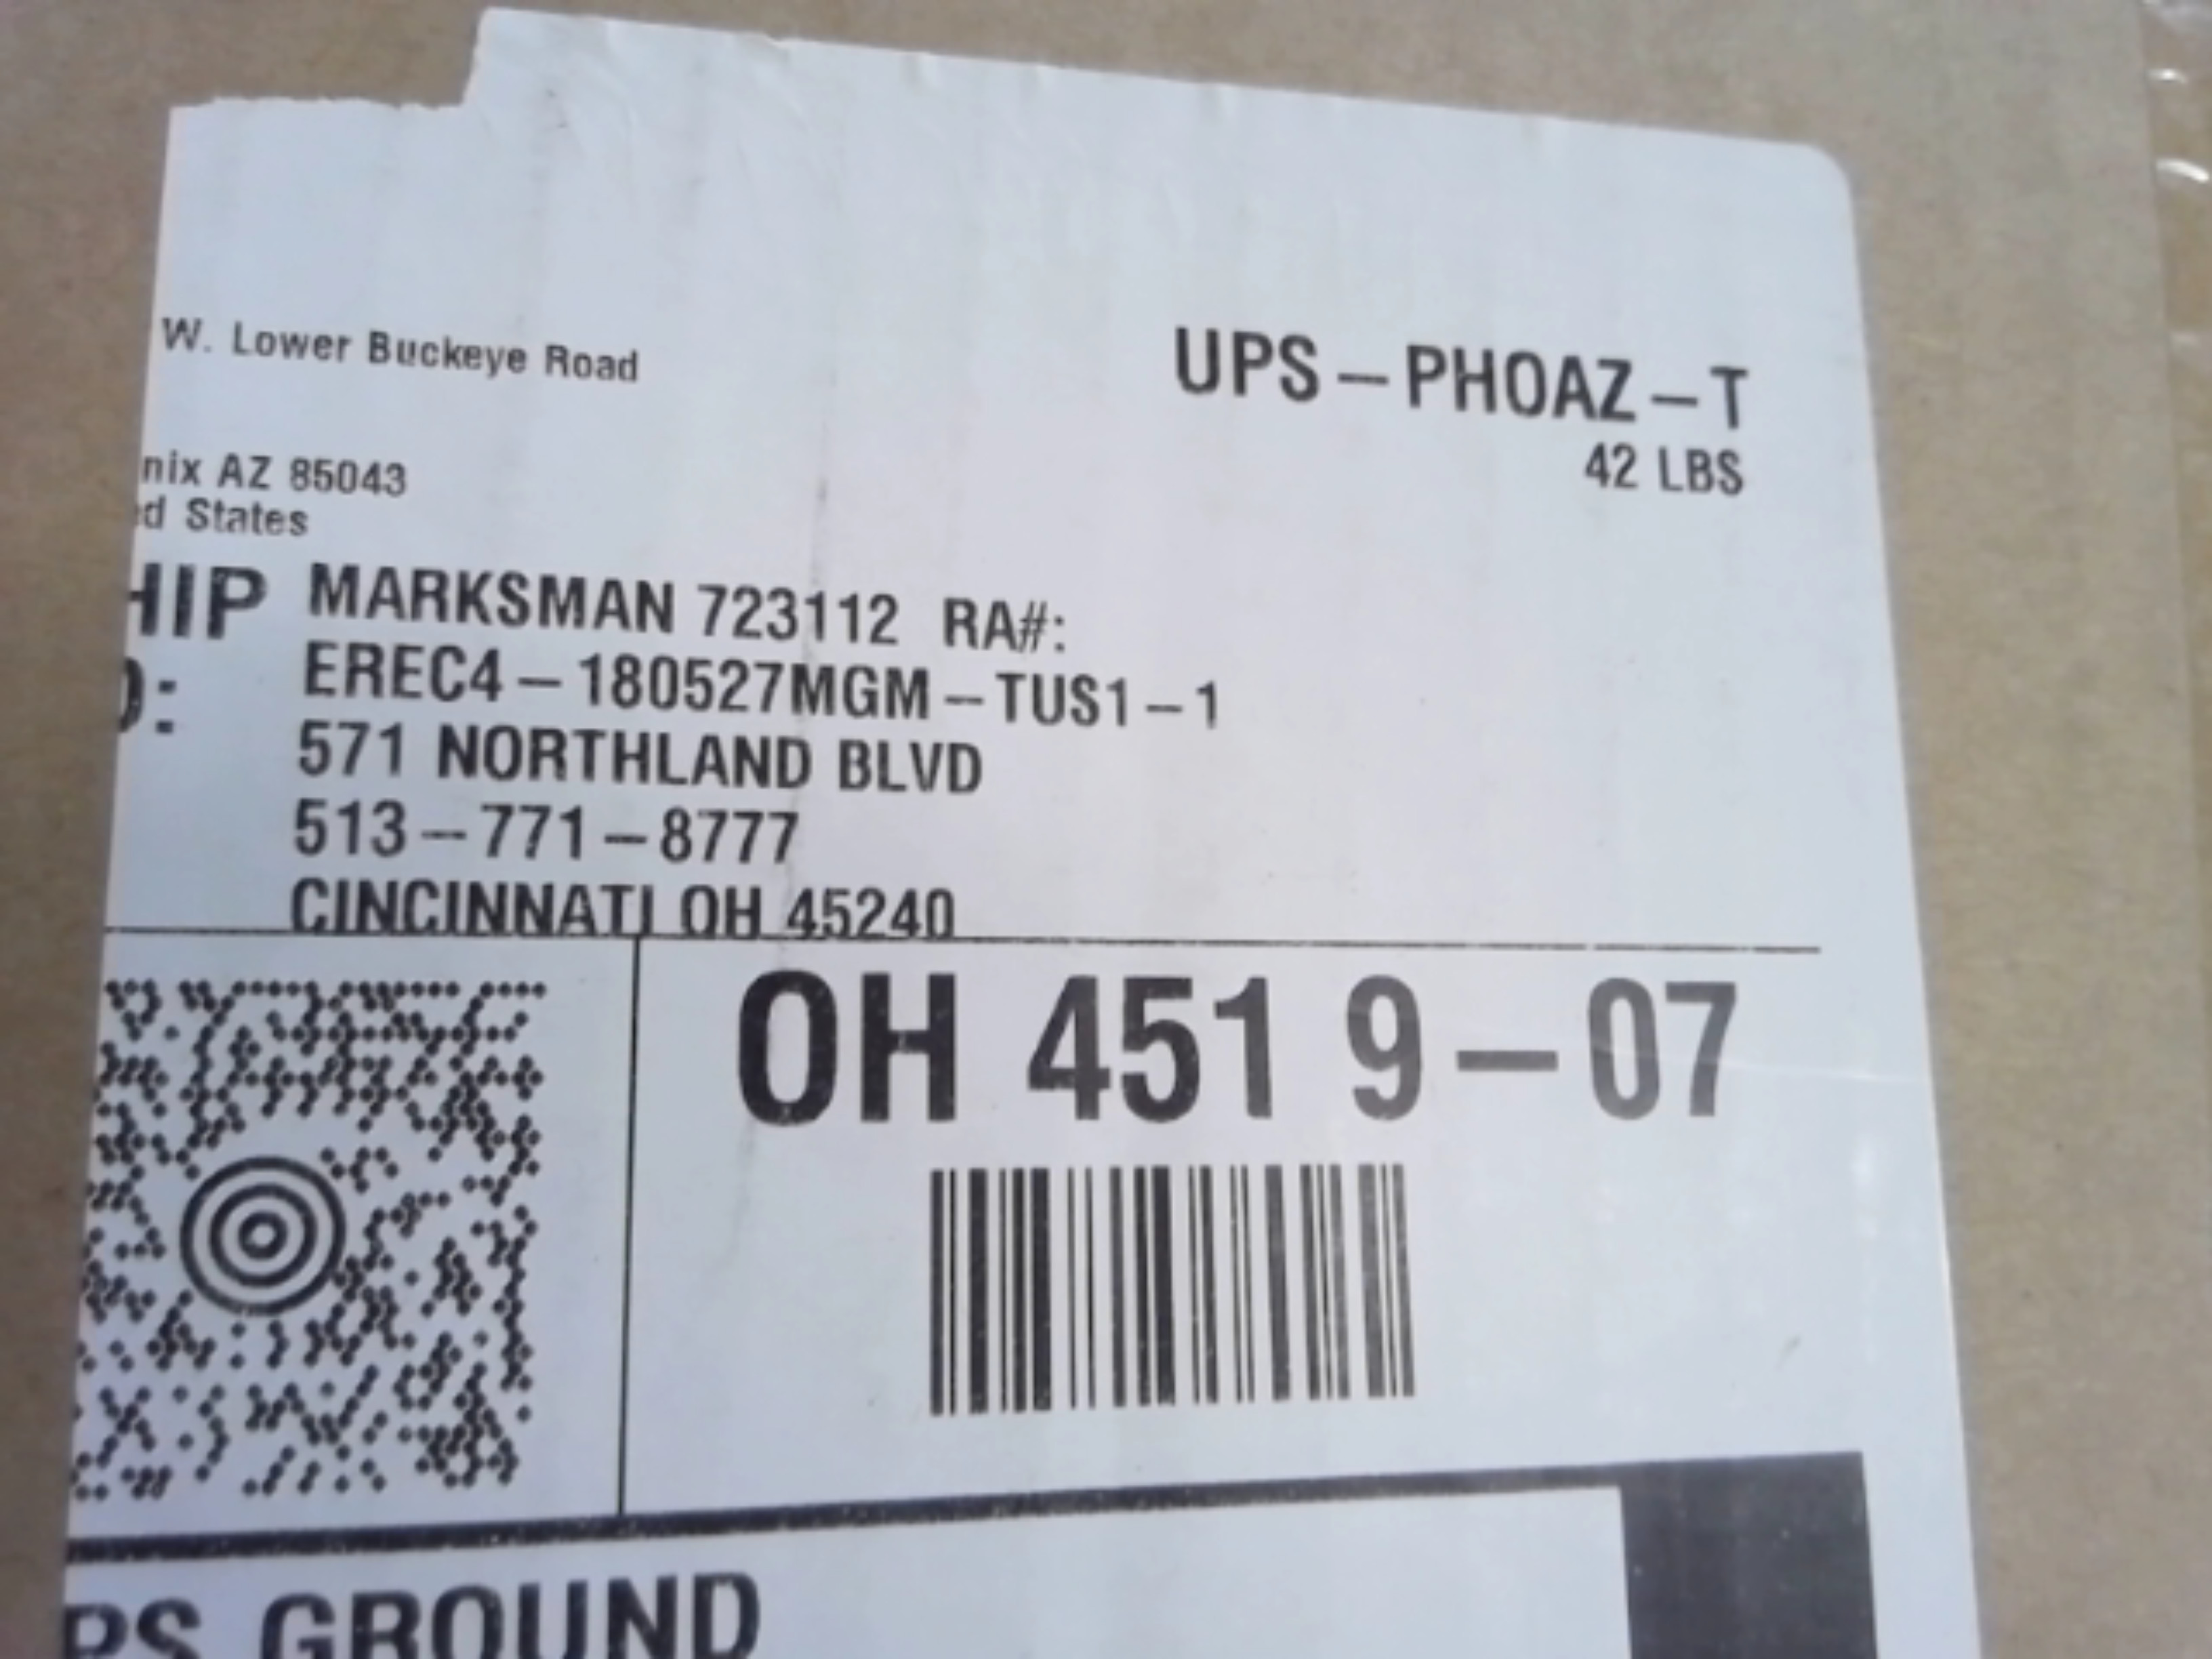 W. Lower Buckeye Road
UPS-PHOAZ-T
42 LBS
nix AZ 85043
ed States
HIP MARKSMAN 723112 RA#:
EREC4-180527MGM-TUS1-1
O: 571 NORTHLAND BLVD
513-771-8777
CINCINNATI OH 45240
OH 451 9-07
PS GROUND